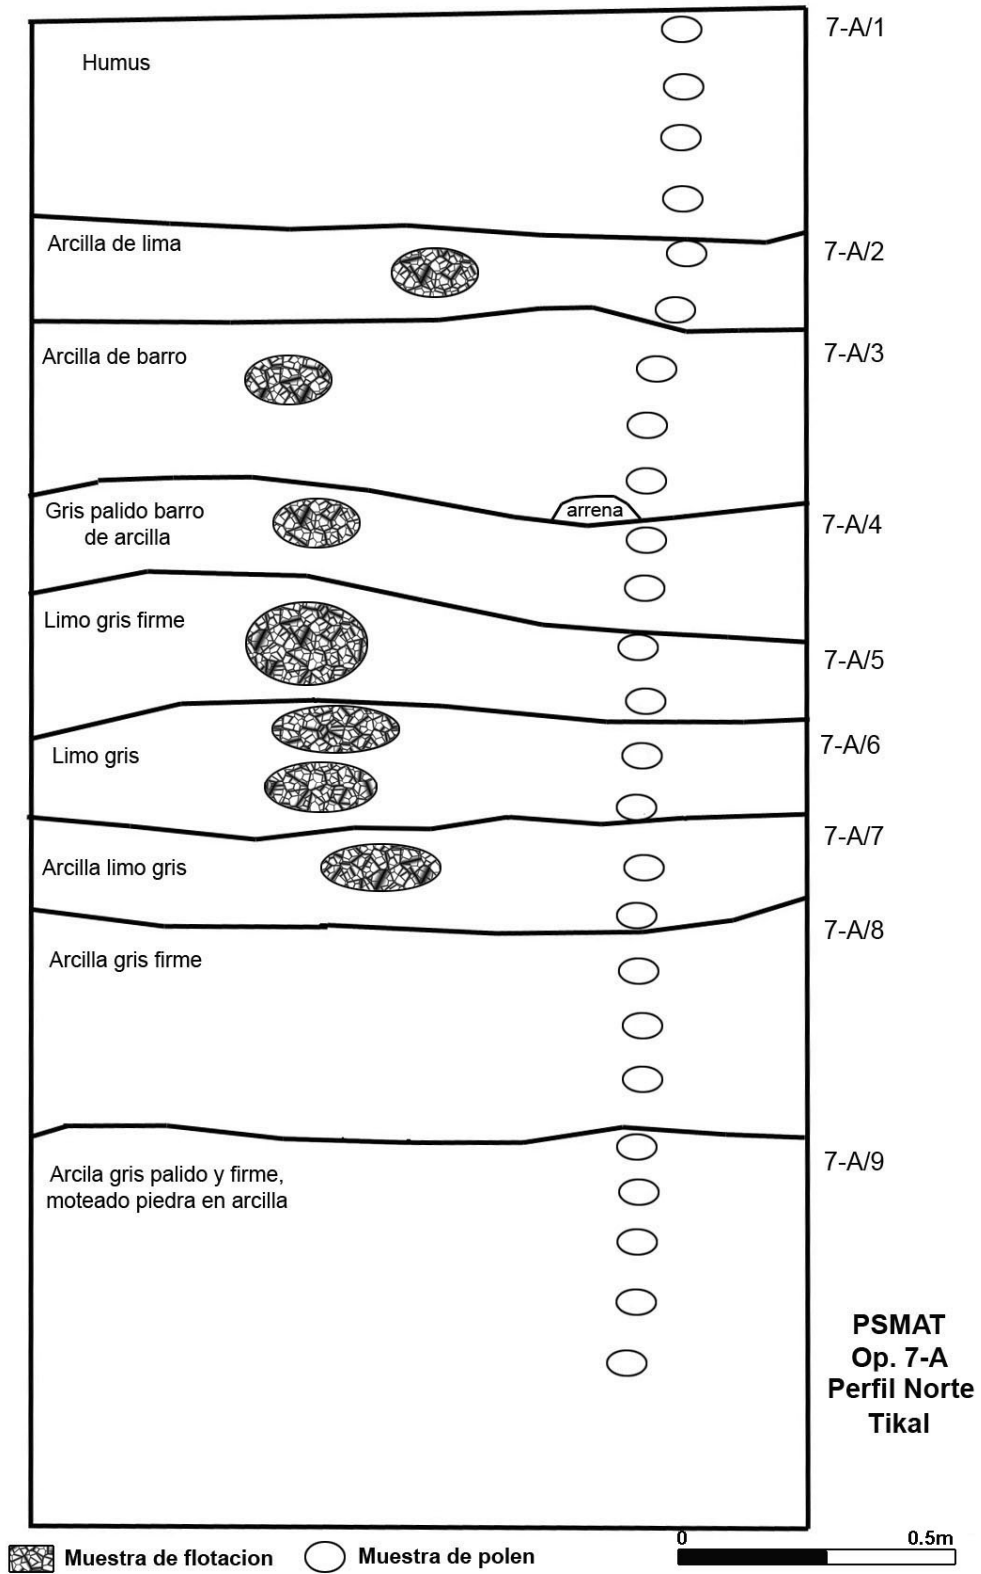 7-A/1
Humus
Arcilla de lima
7-A/2
Arcilla de barro
7-A/3
Gris palido barro
de arcilla
arrena
7-A/4
Limo gris firme
7-A/5
Limo gris
7-A/6
7-A/7
Arcilla limo gris
7-A/8
Arcilla gris firme
7-A/9
Arcila gris palido y firme,
moteado piedra en arcilla
PSMAT
Op. 7-A
Perfil Norte
Tikal
0 0.5m
Muestra de flotacion
Muestra de polen